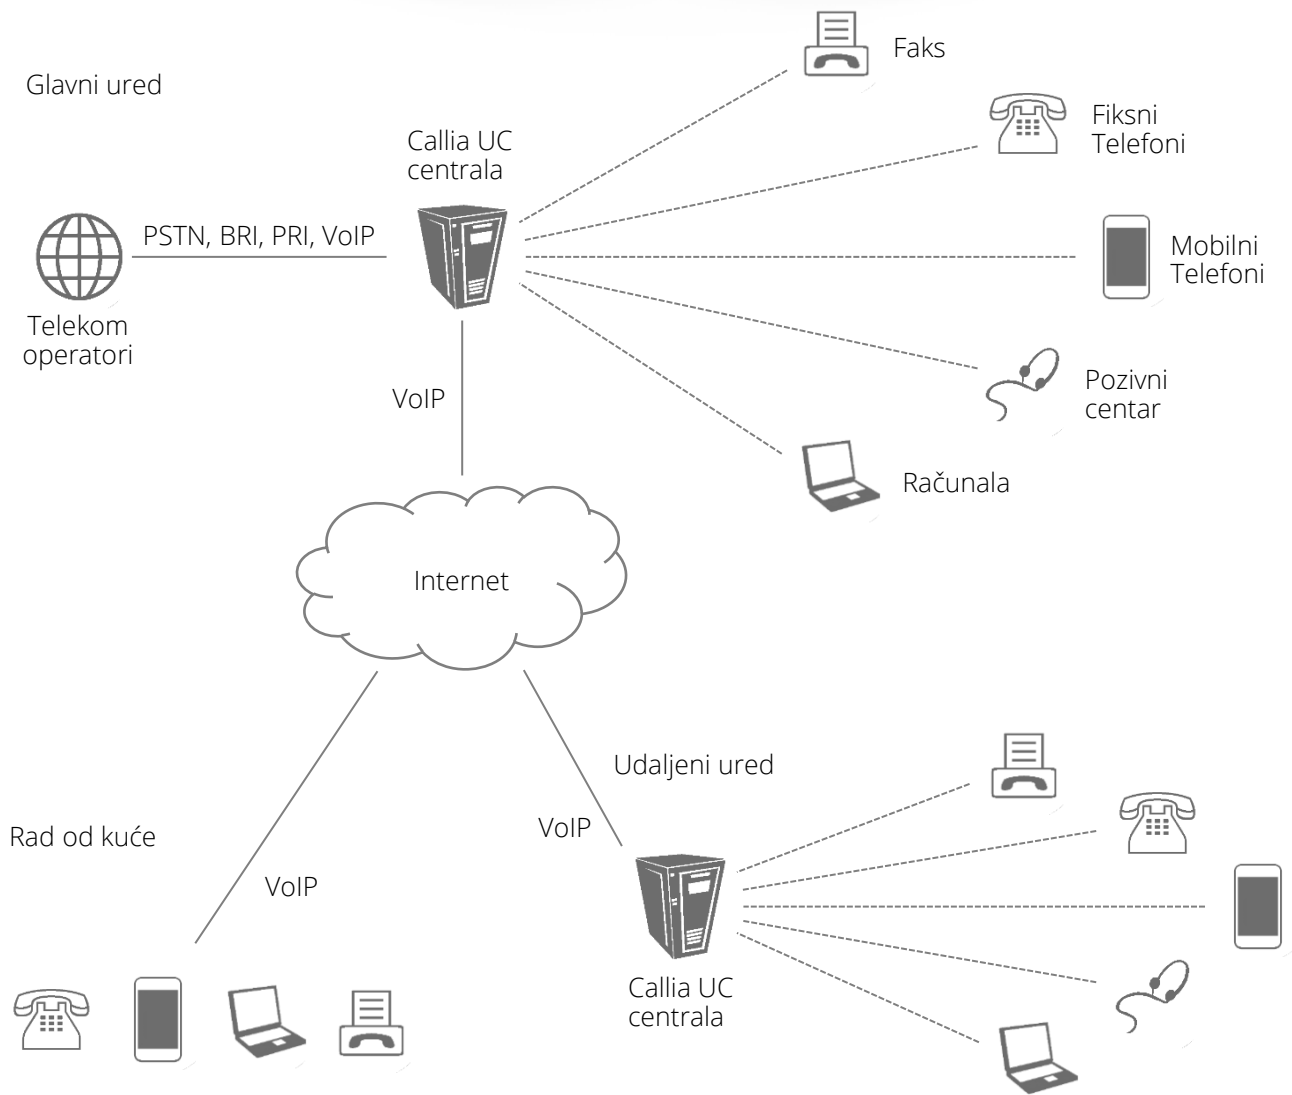 Glavni ured
Faks
Fiksni
Telefoni
Callia UC
centrala
PSTN, BRI, PRI, VoIP
Mobilni
Telefoni
Telekom
operatori
VoIP
Pozivni
centar
Računala
Internet
Udaljeni ured
VoIP
Rad od kuće
VoIP
Callia UC
centrala